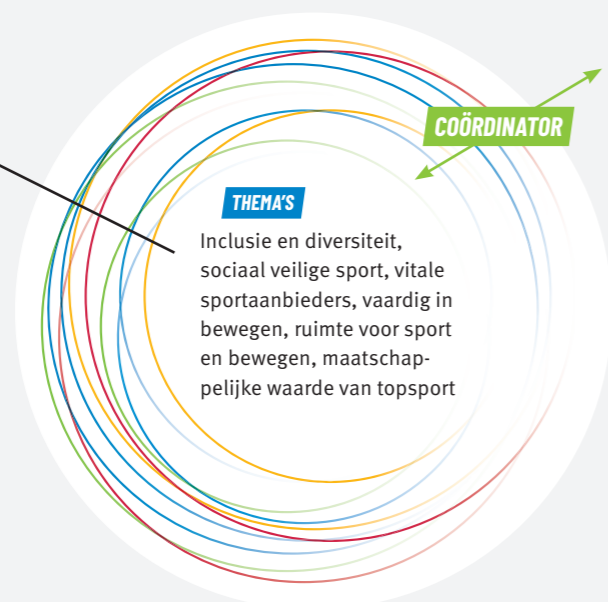 COÖRDINATOR
THEMA'S
Inclusie en diversiteit,
sociaal veilige sport, vitale
sportaanbieders, vaardig in
bewegen, ruimte voor sport
en bewegen, maatschap-
pelijke waarde van topsport